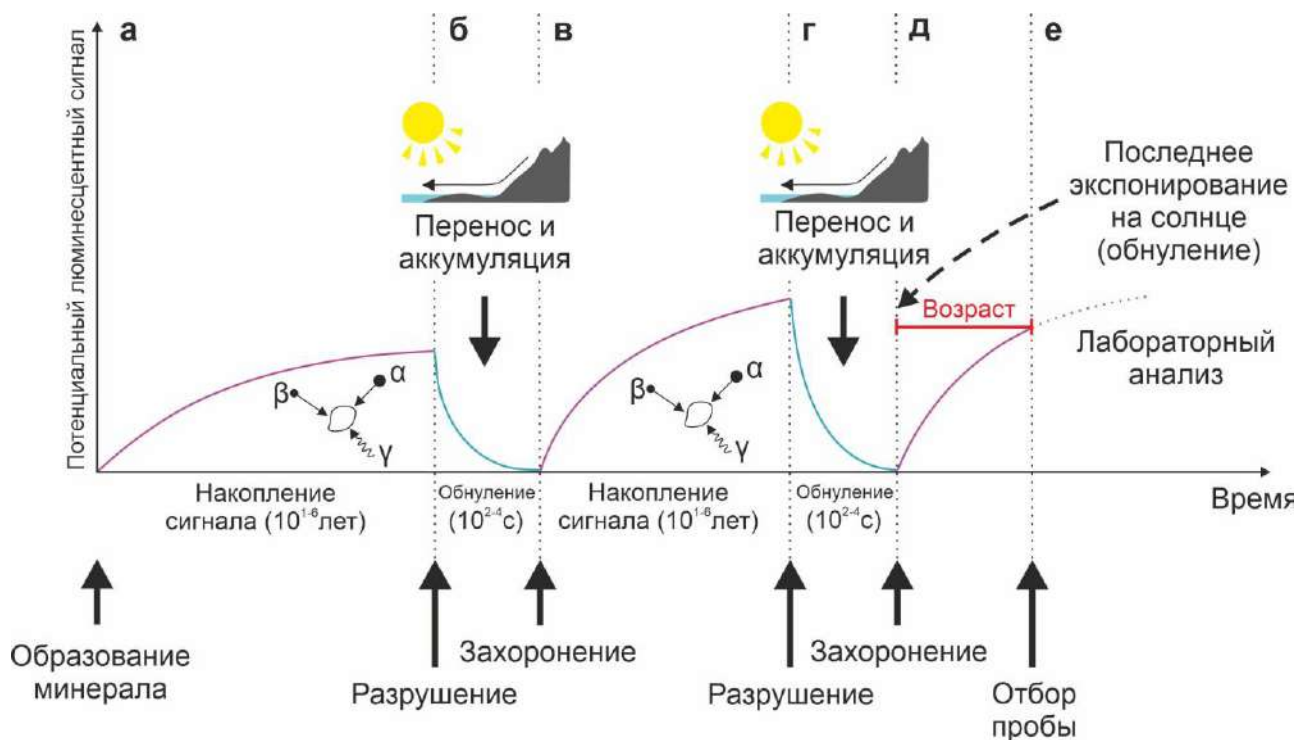 а
б
в
г
д
е
Потенциальный люминесцентный сигнал
Перенос и
аккумуляция
Перенос и
аккумуляция
Последнее
экспонирование
на солнце
(обнуление)
Возраст
Лабораторный
анализ
β
α
γ
β
α
γ
Накопление
сигнала (10¹⁻⁶лет)
Обнуление
(10²⁻⁴с)
Накопление
сигнала (10¹⁻⁶лет)
Обнуление
(10²⁻⁴с)
Время
Образование
минерала
Разрушение
Захоронение
Разрушение
Захоронение
Отбор
пробы